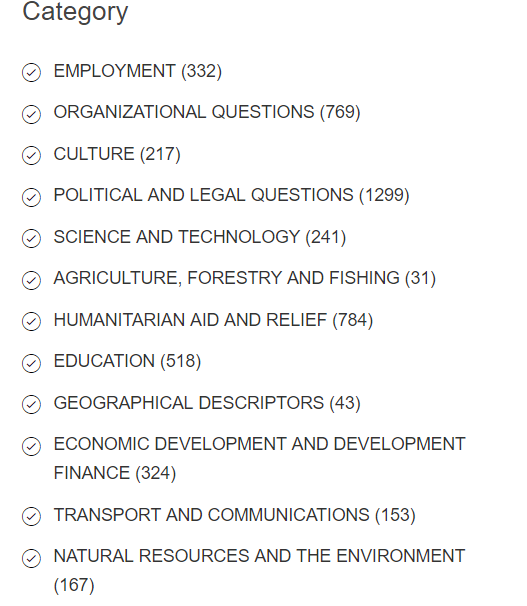 Category
EMPLOYMENT (332)
ORGANIZATIONAL QUESTIONS (769)
CULTURE (217)
POLITICAL AND LEGAL QUESTIONS (1299)
SCIENCE AND TECHNOLOGY (241)
AGRICULTURE, FORESTRY AND FISHING (31)
HUMANITARIAN AID AND RELIEF (784)
EDUCATION (518)
GEOGRAPHICAL DESCRIPTORS (43)
ECONOMIC DEVELOPMENT AND DEVELOPMENT
FINANCE (324)
TRANSPORT AND COMMUNICATIONS (153)
NATURAL RESOURCES AND THE ENVIRONMENT
(167)